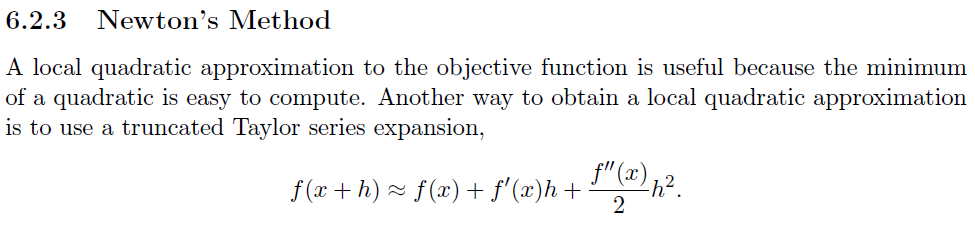 6.2.3 Newton's Method
A local quadratic approximation to the objective function is useful because the minimum
of a quadratic is easy to compute. Another way to obtain a local quadratic approximation
is to use a truncated Taylor series expansion,
f(x + h) ≈ f(x) + f′(x)h + f″(x)/2 h².